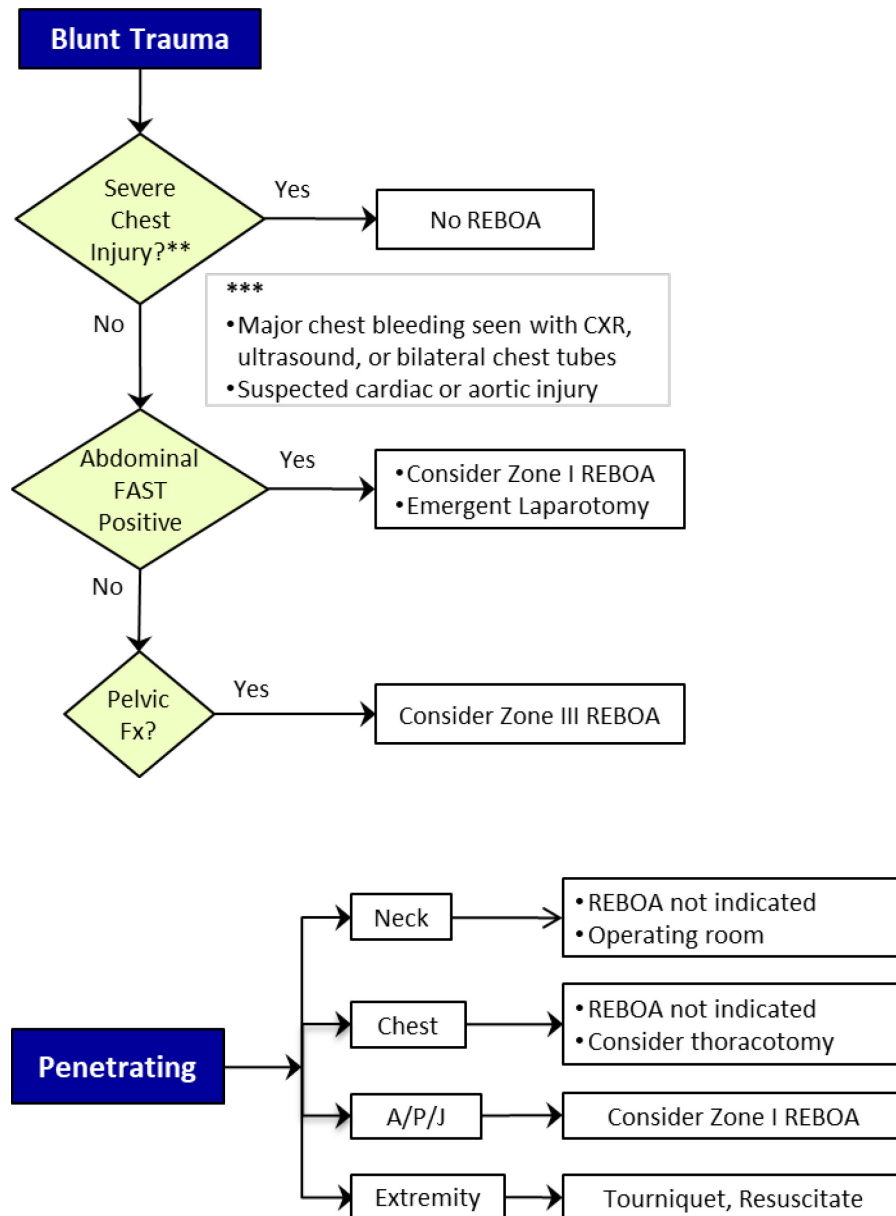 Blunt Trauma
Severe
Chest
Injury?**
Yes
No REBOA
No
***
•Major chest bleeding seen with CXR,
ultrasound, or bilateral chest tubes
•Suspected cardiac or aortic injury
Abdominal
FAST
Positive
Yes
•Consider Zone I REBOA
•Emergent Laparotomy
No
Pelvic
Fx?
Yes
Consider Zone III REBOA
Penetrating
Neck
•REBOA not indicated
•Operating room
Chest
•REBOA not indicated
•Consider thoracotomy
A/P/J
Consider Zone I REBOA
Extremity
Tourniquet, Resuscitate